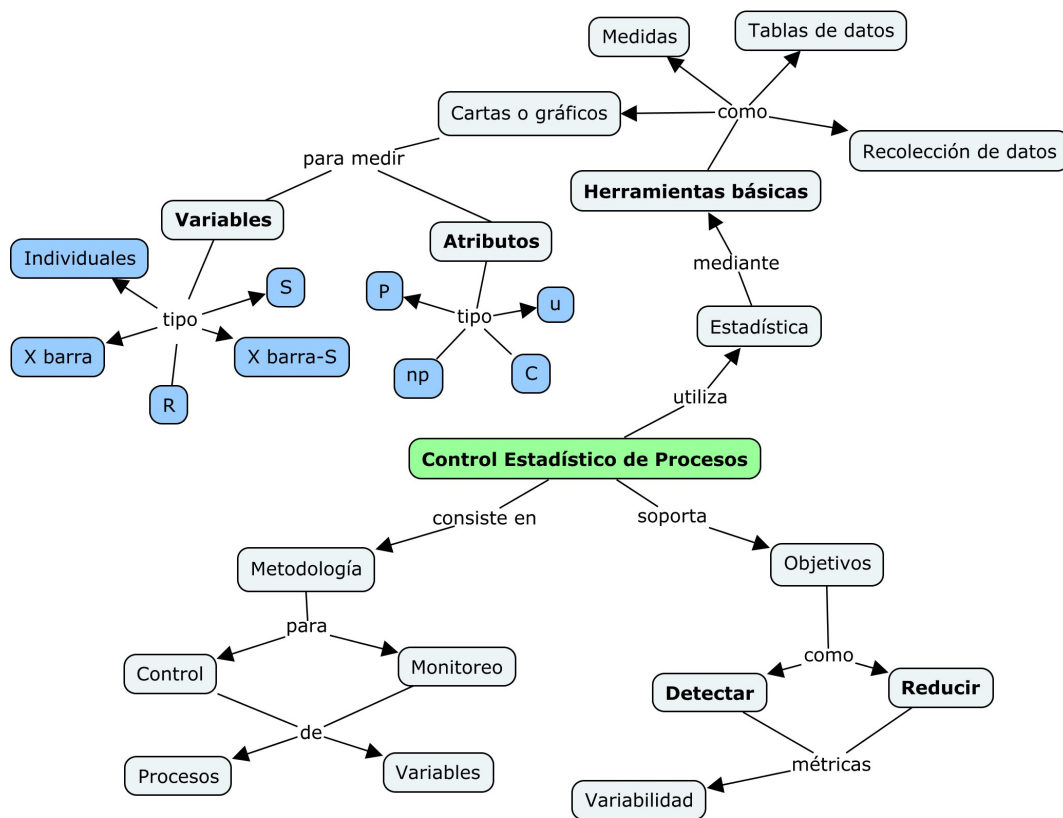 Medidas
Tablas de datos
Cartas o gráficos
como
Recolección de datos
para medir
Herramientas básicas
Variables
Atributos
Individuales
S
P
u
mediante
tipo
tipo
Estadística
X barra
X barra-S
np
C
R
utiliza
Control Estadístico de Procesos
consiste en
soporta
Metodología
Objetivos
para
como
Control
Monitoreo
Detectar
Reducir
de
métricas
Procesos
Variables
Variabilidad